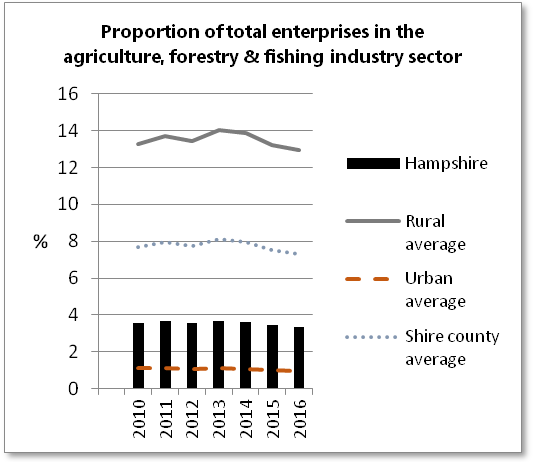 Proportion of total enterprises in the
agriculture, forestry & fishing industry sector
16
14
12
10
8
6
4
2
0
%
2010
2011
2012
2013
2014
2015
2016
Hampshire
Rural
average
Urban
average
Shire county
average